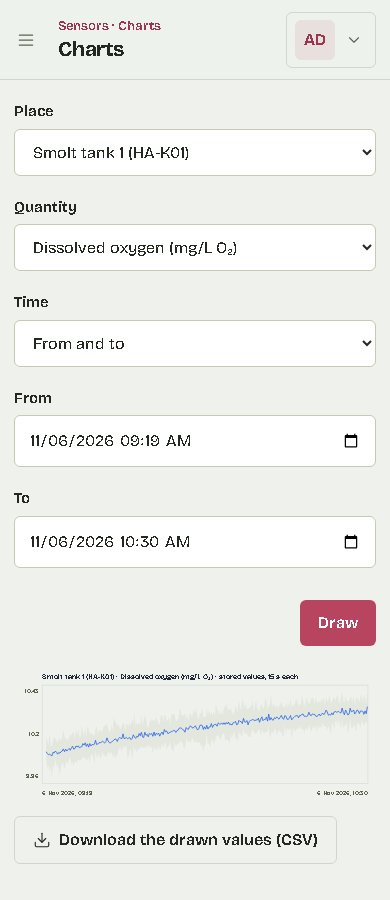 Sensors · Charts
Charts
AD
Place
Smolt tank 1 (HA-K01)
Quantity
Dissolved oxygen (mg/L O₂)
Time
From and to
From
11/06/2026 09:19 AM
To
11/06/2026 10:30 AM
Draw
Smolt tank 1 (HA-K01) · Dissolved oxygen (mg/L O₂) · stored values, 15 s each
10.45
10.2
9.96
6 Nov 2026, 09:19
6 Nov 2026, 10:30
Download the drawn values (CSV)